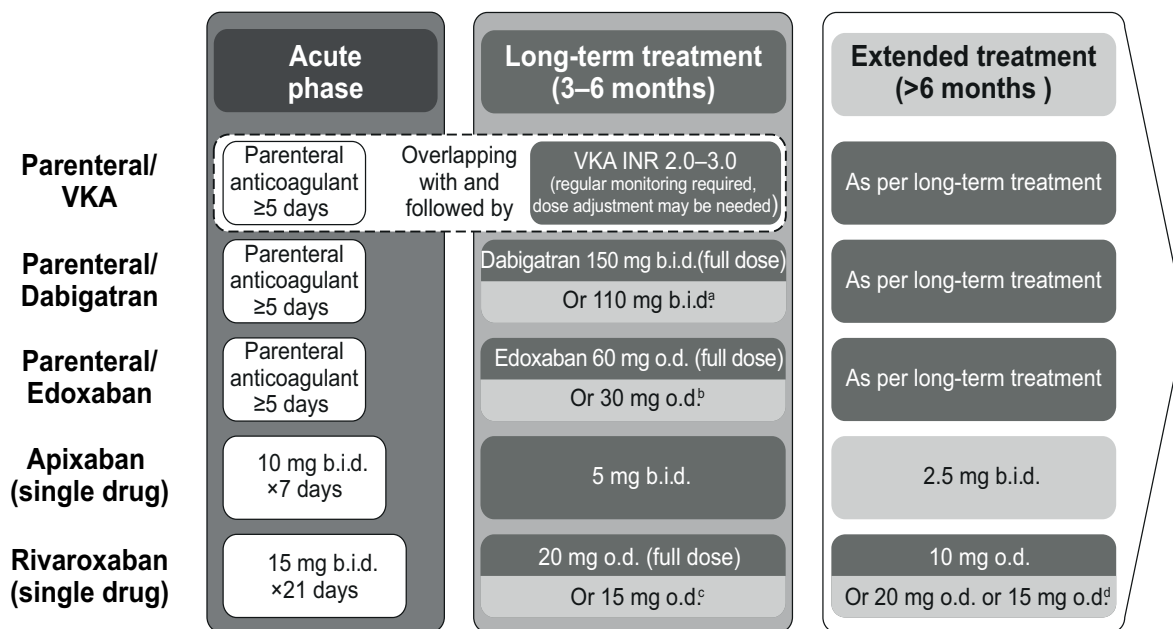 Acute
phase
Long-term treatment
(3–6 months)
Extended treatment
(>6 months )
Parenteral/
VKA
Parenteral
anticoagulant
≥5 days
Overlapping
with and
followed by
VKA INR 2.0–3.0
(regular monitoring required,
dose adjustment may be needed)
As per long-term treatment
Parenteral/
Dabigatran
Parenteral
anticoagulant
≥5 days
Dabigatran 150 mg b.i.d.(full dose)
Or 110 mg b.i.d.a
As per long-term treatment
Parenteral/
Edoxaban
Parenteral
anticoagulant
≥5 days
Edoxaban 60 mg o.d. (full dose)
Or 30 mg o.d.b
As per long-term treatment
Apixaban
(single drug)
10 mg b.i.d.
×7 days
5 mg b.i.d.
2.5 mg b.i.d.
Rivaroxaban
(single drug)
15 mg b.i.d.
×21 days
20 mg o.d. (full dose)
Or 15 mg o.d.c
10 mg o.d.
Or 20 mg o.d. or 15 mg o.d.d